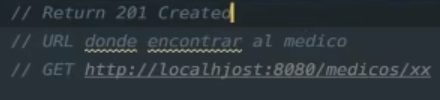 // Return 201 Created
// URL donde encontrar al medico
// GET http://localhjost:8080/medicos/xx